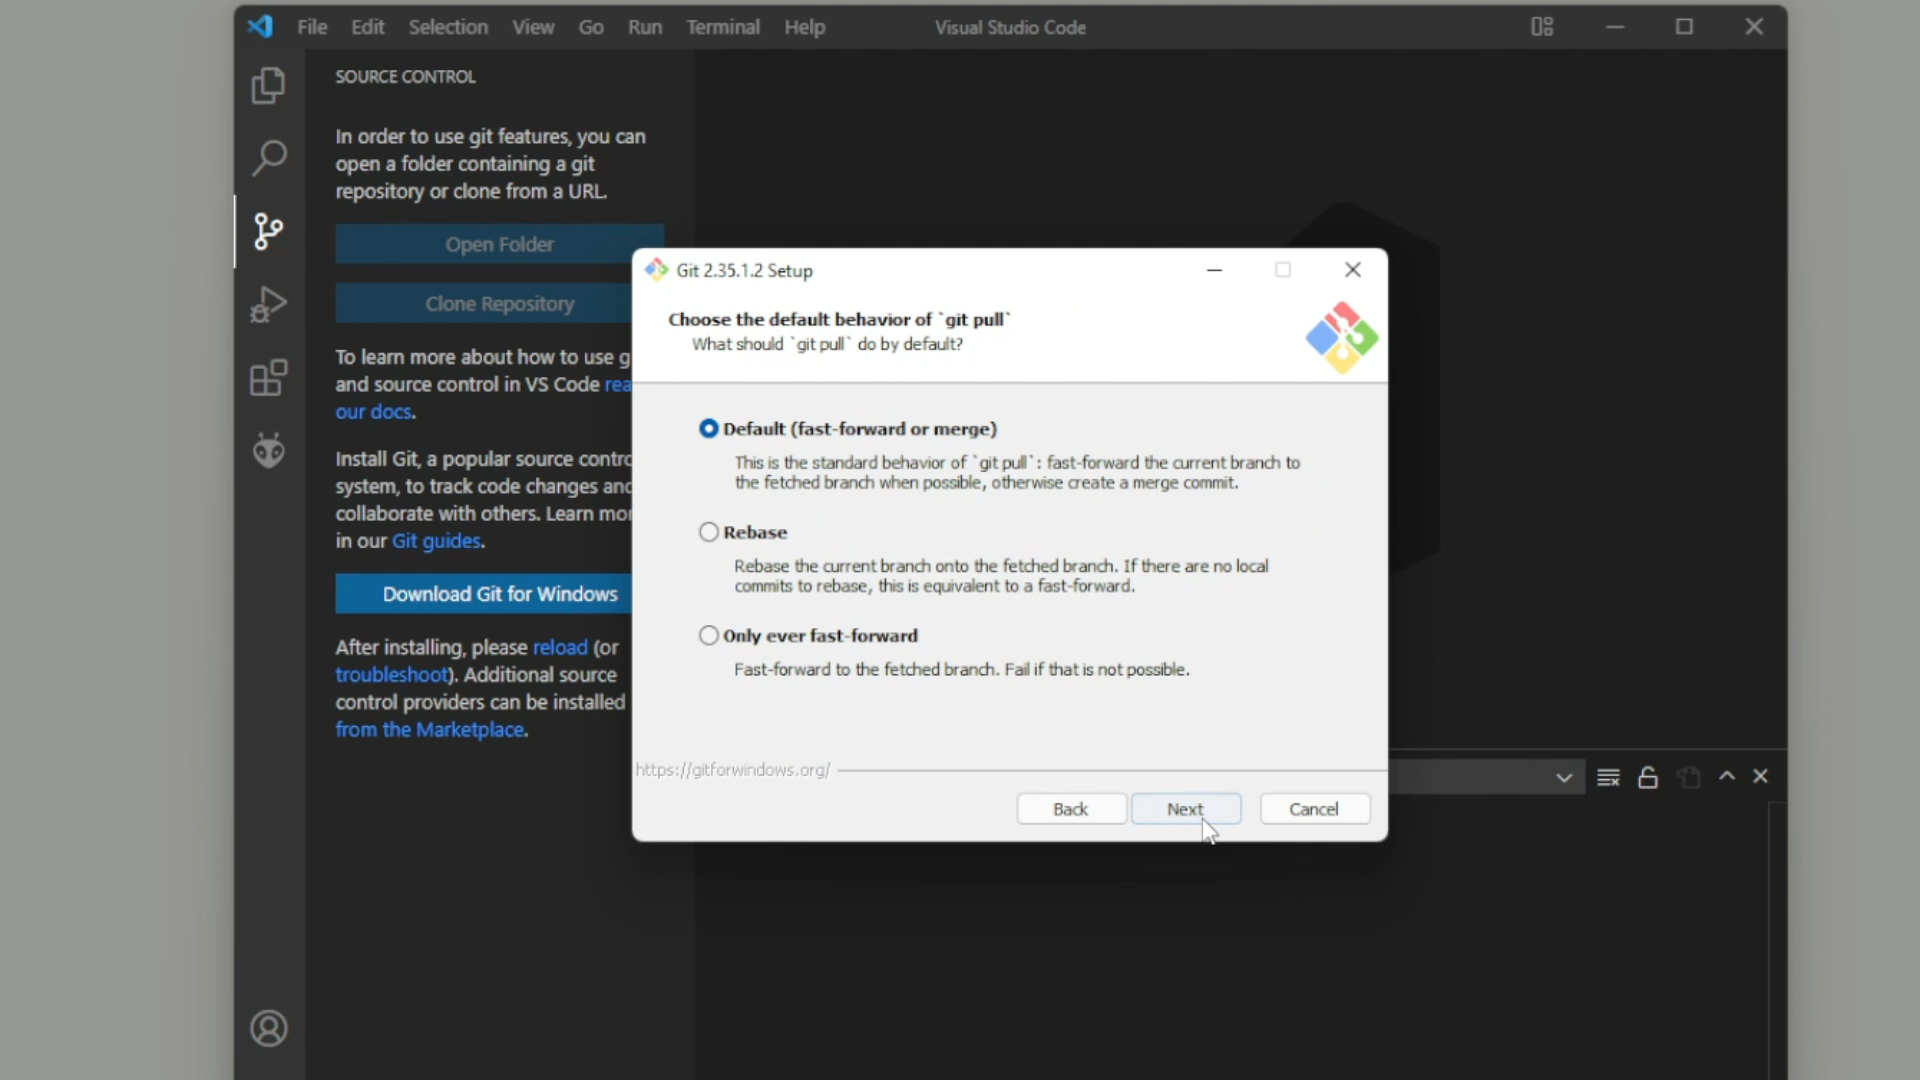 File Edit Selection View Go Run Terminal Help
Visual Studio Code
SOURCE CONTROL
In order to use git features, you can
open a folder containing a git
repository or clone from a URL.
Open Folder
Clone Repository
To learn more about how to use g
and source control in VS Code rea
our docs.
Install Git, a popular source contro
system, to track code changes and
collaborate with others. Learn mor
in our Git guides.
Download Git for Windows
After installing, please reload (or
troubleshoot). Additional source
control providers can be installed
from the Marketplace.
Git 2.35.1.2 Setup
Choose the default behavior of `git pull`
What should `git pull` do by default?
Default (fast-forward or merge)
This is the standard behavior of `git pull`: fast-forward the current branch to
the fetched branch when possible, otherwise create a merge commit.
Rebase
Rebase the current branch onto the fetched branch. If there are no local
commits to rebase, this is equivalent to a fast-forward.
Only ever fast-forward
Fast-forward to the fetched branch. Fail if that is not possible.
https://gitforwindows.org/
Back Next Cancel